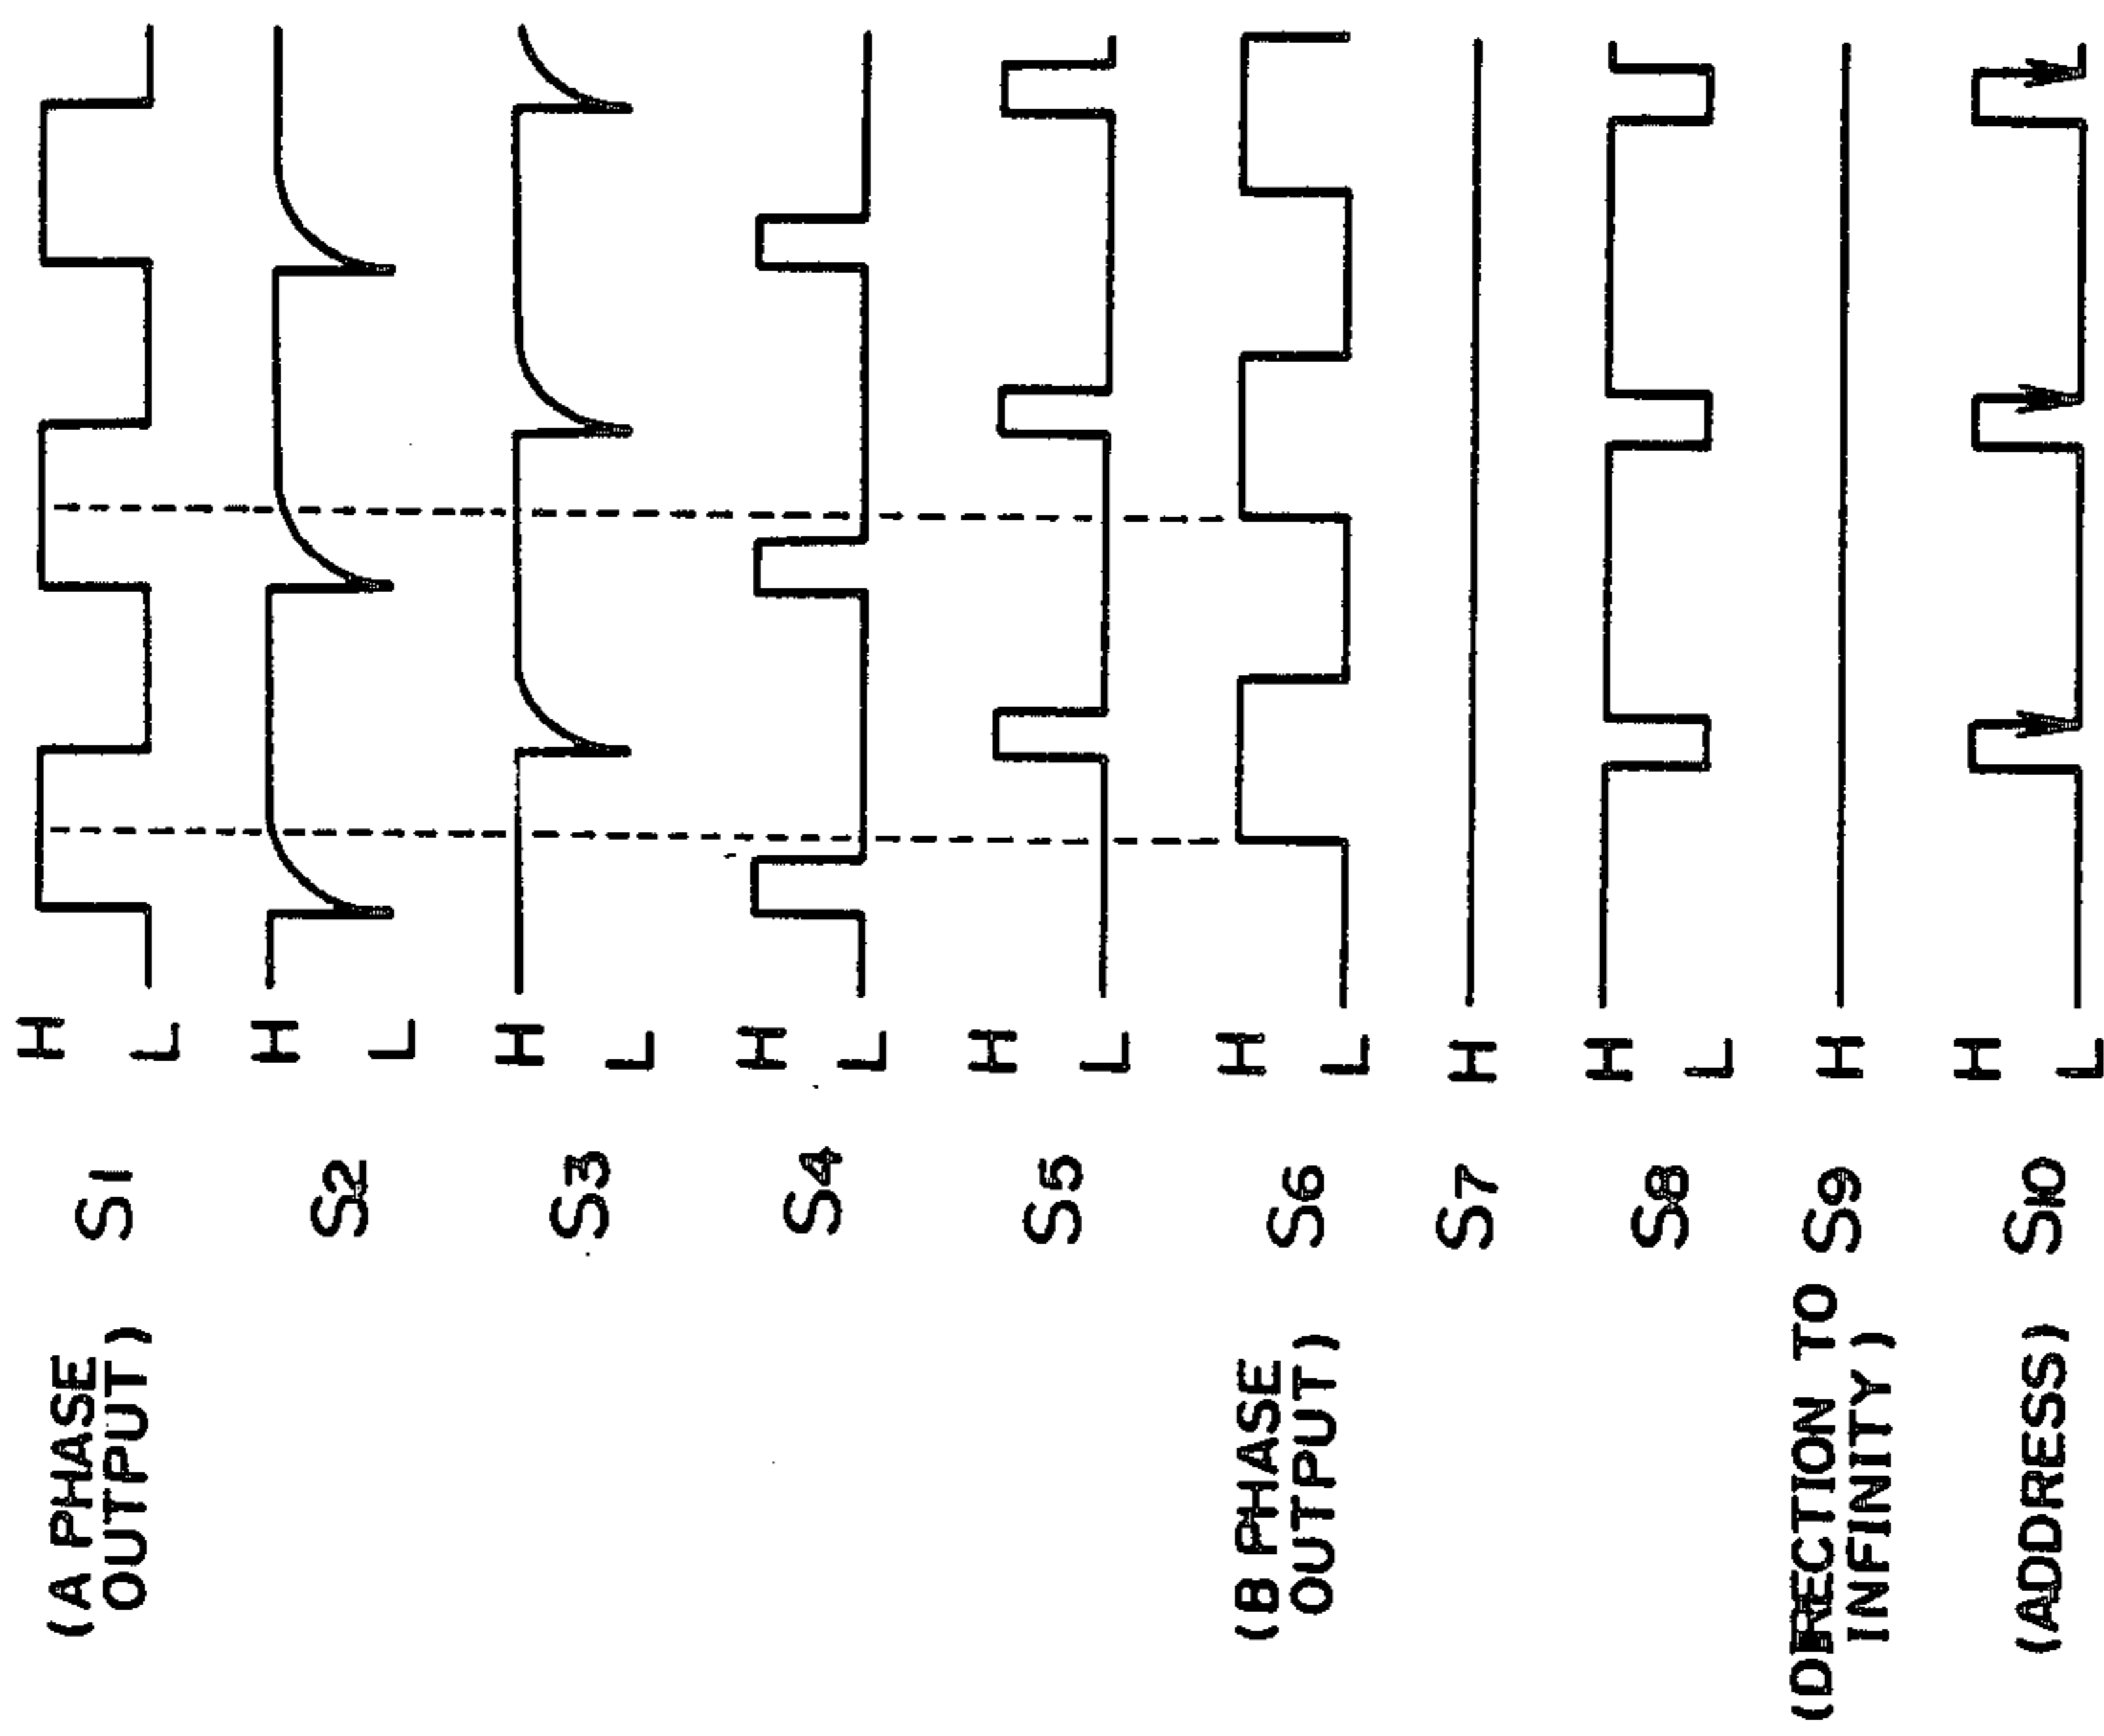 (A PHASE
OUTPUT)
S1
H
L
S2
H
L
S3
H
L
S4
H
L
S5
H
L
(B PHASE
OUTPUT)
S6
H
L
S7
H
S8
H
L
(DIRECTION TO
INFINITY)
S9
H
(ADDRESS)
S10
H
L